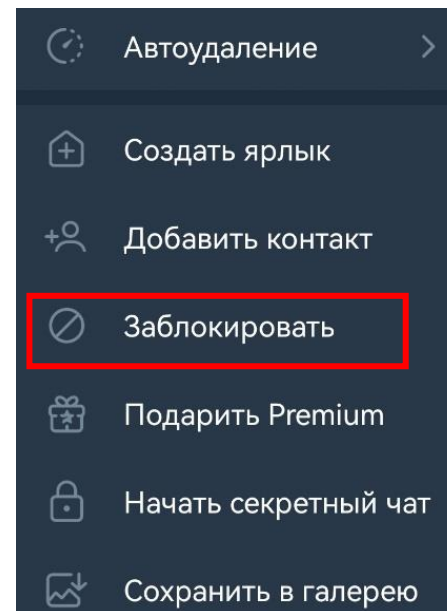 Автоудаление
Создать ярлык
Добавить контакт
Заблокировать
Подарить Premium
Начать секретный чат
Сохранить в галерею